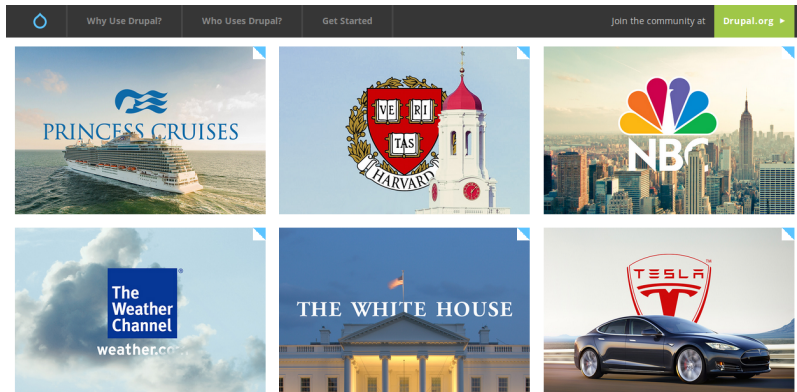 Why Use Drupal?
Who Uses Drupal?
Get Started
Join the community at
Drupal.org
PRINCESS CRUISES
VE RI
TAS
HARVARD
NBC
The
Weather
Channel
weather.co
THE WHITE HOUSE
TESLA